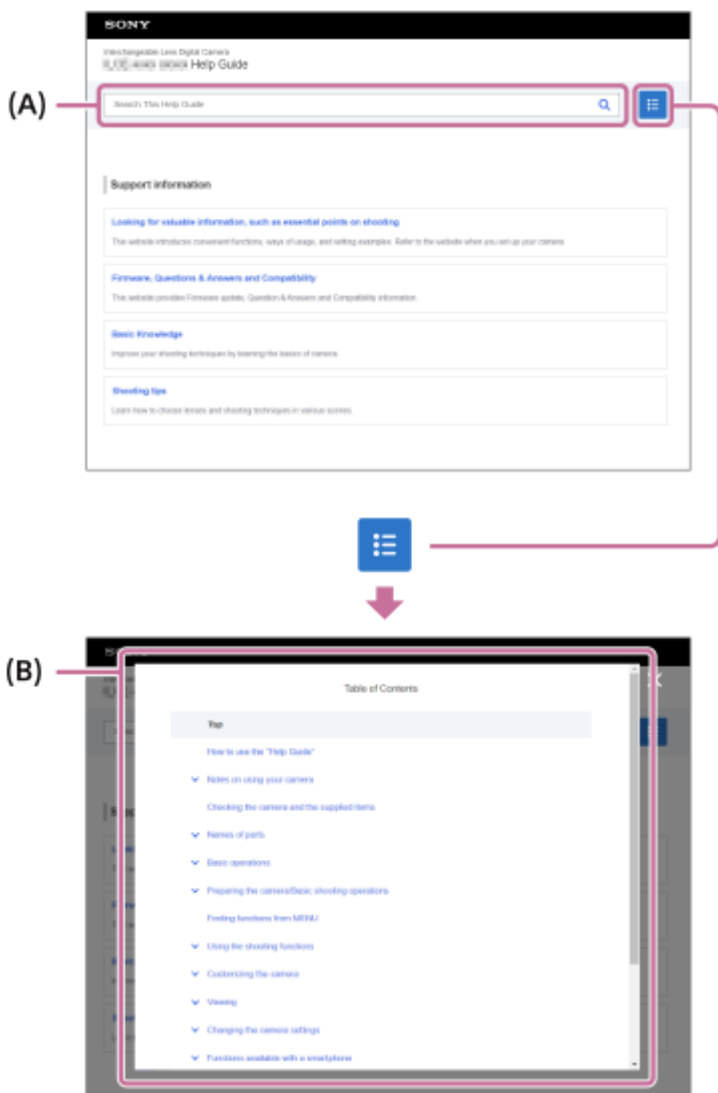 SONY
Interchangeable Lens Digital Camera
Help Guide
(A)
Search This Help Guide
Support information
Looking for valuable information, such as essential points on shooting
This website introduces convenient functions, ways of usage, and setting examples. Refer to the website when you set up your camera.
Firmware, Questions & Answers and Compatibility
This website provides Firmware update, Question & Answers and Compatibility information.
Basic Knowledge
Improve your shooting techniques by learning the basics of camera.
Shooting tips
Learn how to choose lenses and shooting techniques in various scenes.
(B)
Table of Contents
Top
How to use the "Help Guide"
Notes on using your camera
Checking the camera and the supplied items
Names of parts
Basic operations
Preparing the camera/Basic shooting operations
Finding functions from MENU
Using the shooting functions
Customizing the camera
Viewing
Changing the camera settings
Functions available with a smartphone